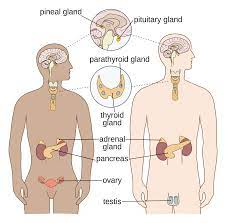 pineal gland
pituitary gland
parathyroid gland
thyroid
gland
adrenal
gland
pancreas
ovary
testis